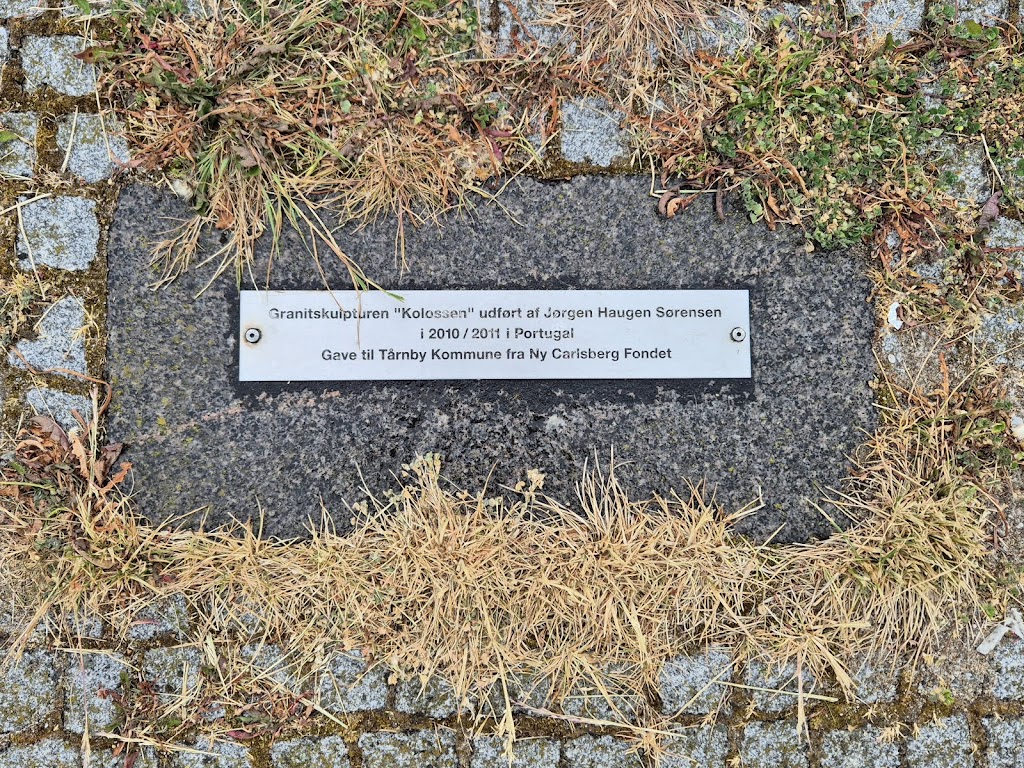 Granitskulpturen "Kolossen" udført af Jørgen Haugen Sørensen
i 2010/2011 i Portugal
Gave til Tårnby Kommune fra Ny Carlsberg Fondet